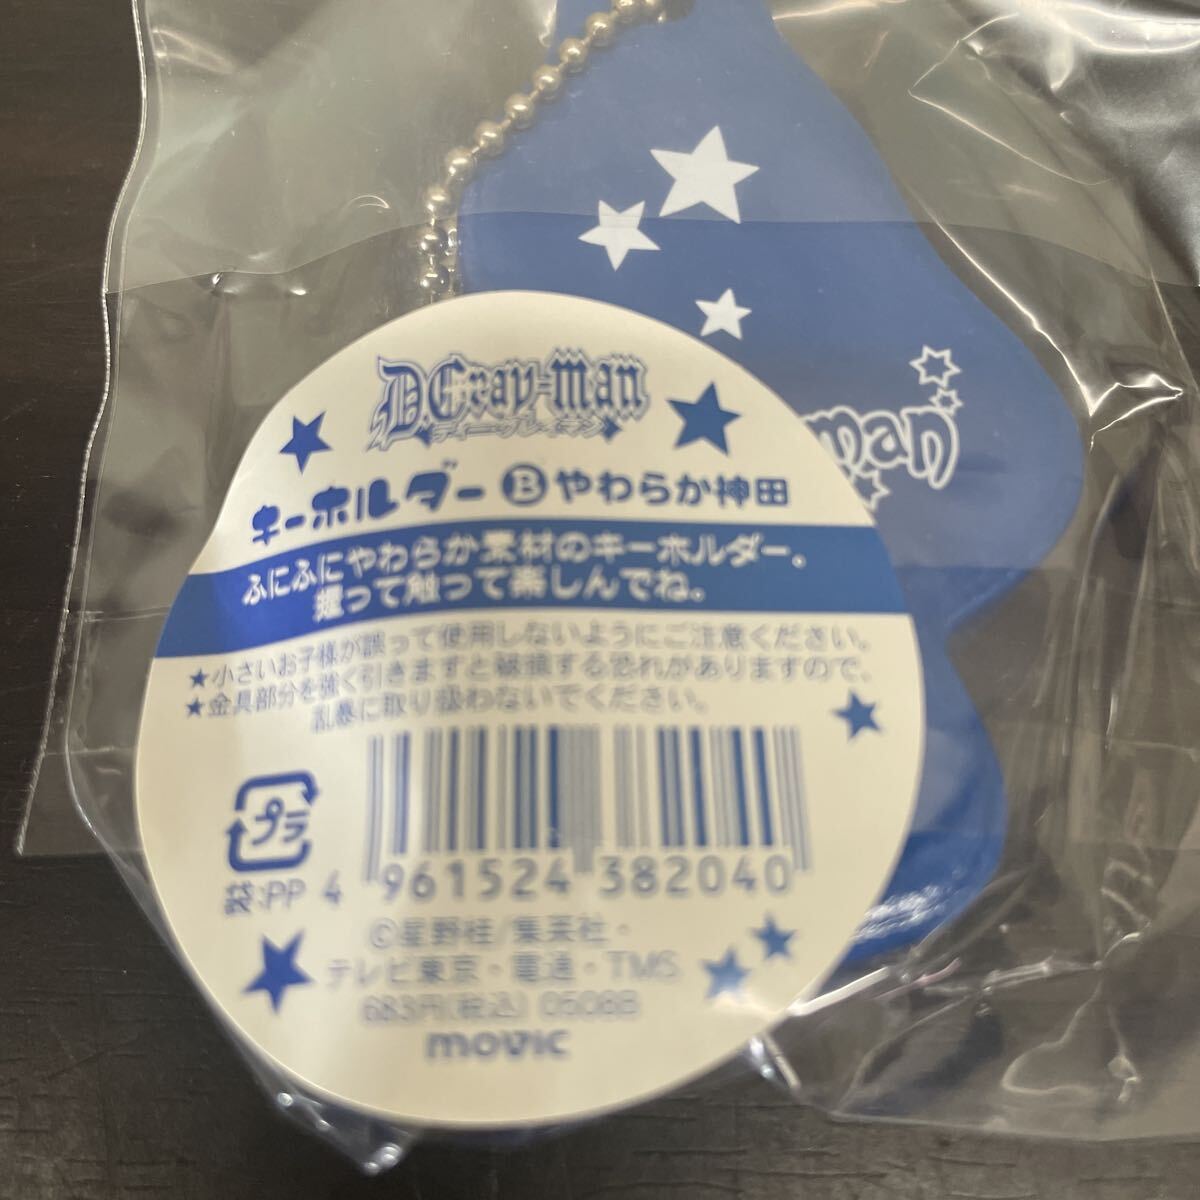 D.Gray-man
ディー・グレイマン
man
キーホルダー Ⓑ やわらか神田
ふにふにやわらか素材のキーホルダー。
握って触って楽しんでね。
★小さいお子様が誤って使用しないようにご注意ください。
★金具部分を強く引きますと破損する恐れがありますので、
乱暴に取り扱わないでください。
プラ
袋:PP
4 961524 382040
©星野桂/集英社・
テレビ東京・電通・TMS
683円(税込) 0508B
movic